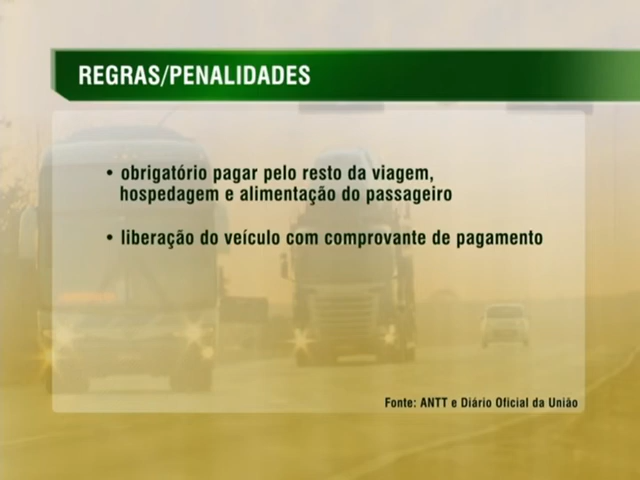 REGRAS/PENALIDADES
• obrigatório pagar pelo resto da viagem,
hospedagem e alimentação do passageiro
• liberação do veículo com comprovante de pagamento
Fonte: ANTT e Diário Oficial da União